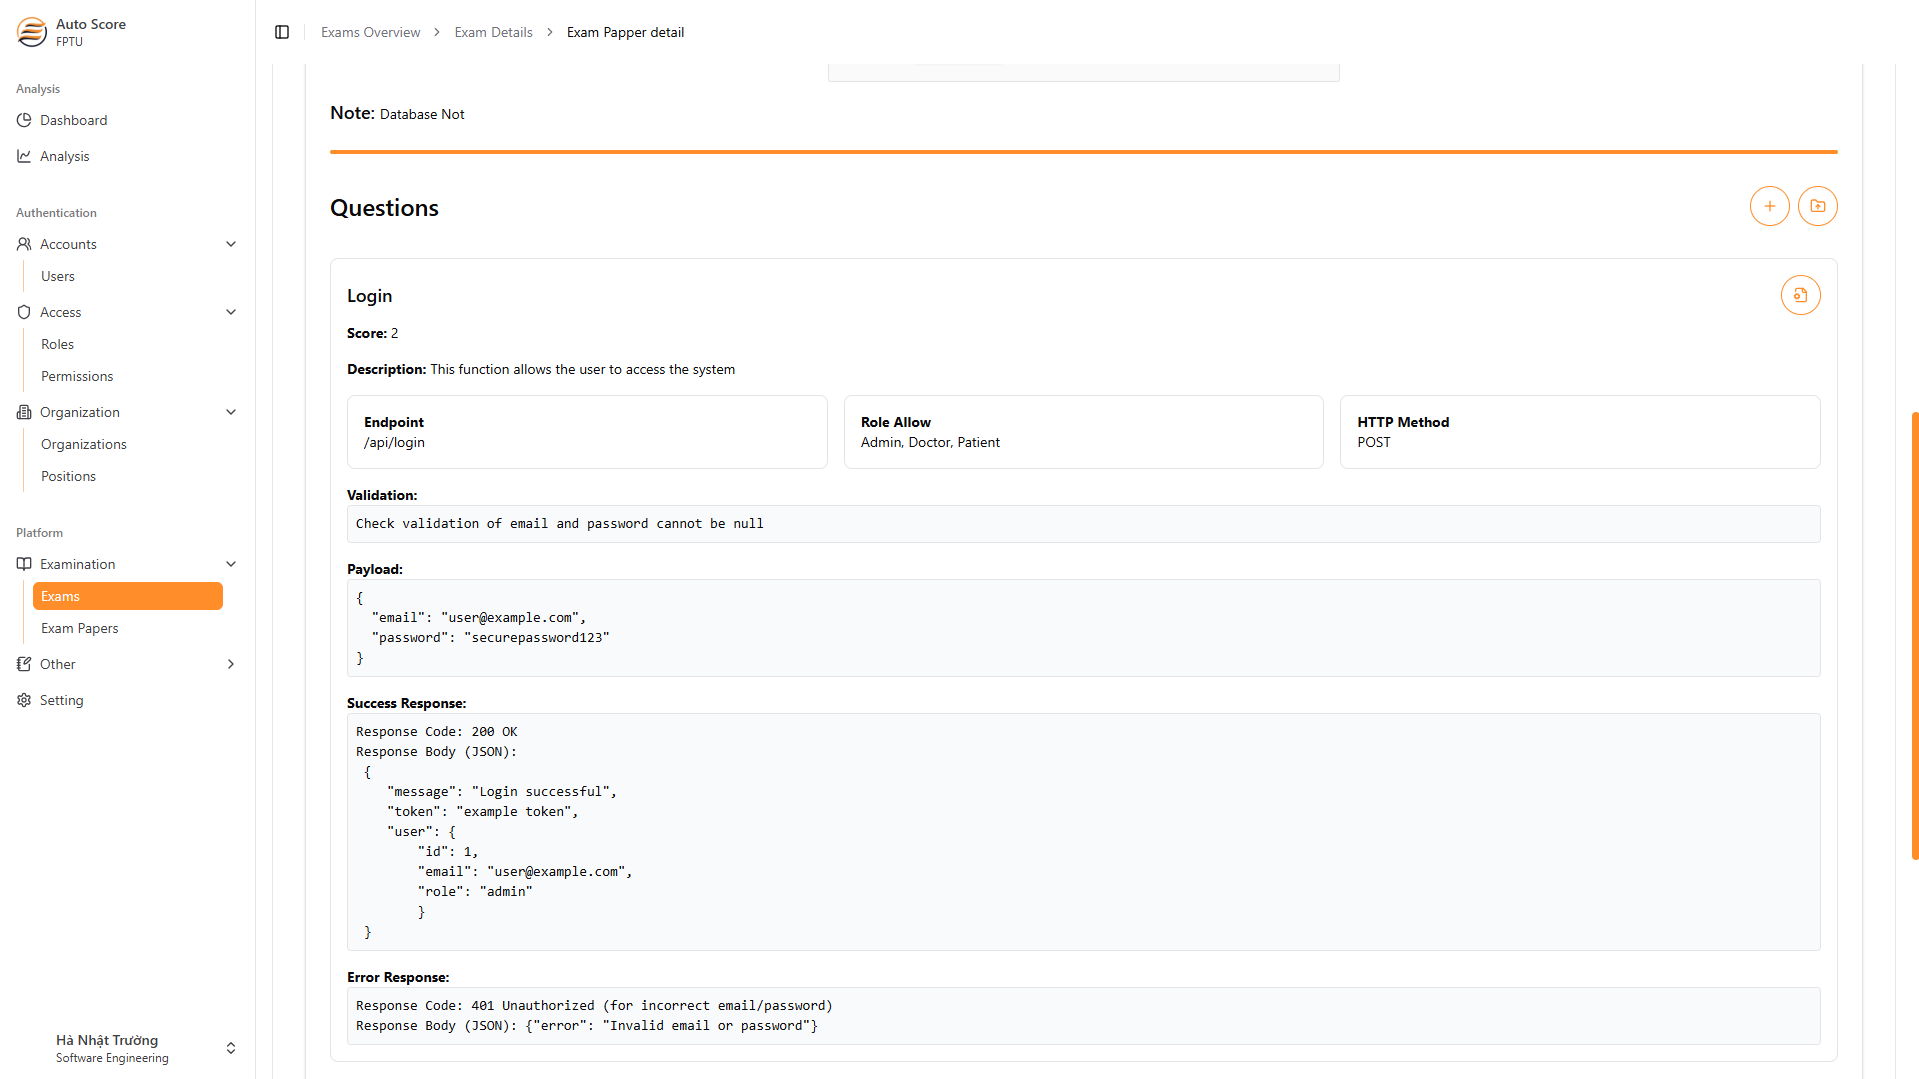 Auto Score
FPTU
Analysis
Dashboard
Analysis
Authentication
Accounts
Users
Access
Roles
Permissions
Organization
Organizations
Positions
Platform
Examination
Exams
Exam Papers
Other
Setting
Hà Nhật Trường
Software Engineering
Exams Overview > Exam Details > Exam Papper detail
Note: Database Not
Questions
Login
Score: 2
Description: This function allows the user to access the system
Endpoint
/api/login
Role Allow
Admin, Doctor, Patient
HTTP Method
POST
Validation:
Check validation of email and password cannot be null
Payload:
{
  "email": "user@example.com",
  "password": "securepassword123"
}
Success Response:
Response Code: 200 OK
Response Body (JSON):
 {
    "message": "Login successful",
    "token": "example token",
    "user": {
        "id": 1,
        "email": "user@example.com",
        "role": "admin"
        }
 }
Error Response:
Response Code: 401 Unauthorized (for incorrect email/password)
Response Body (JSON): {"error": "Invalid email or password"}